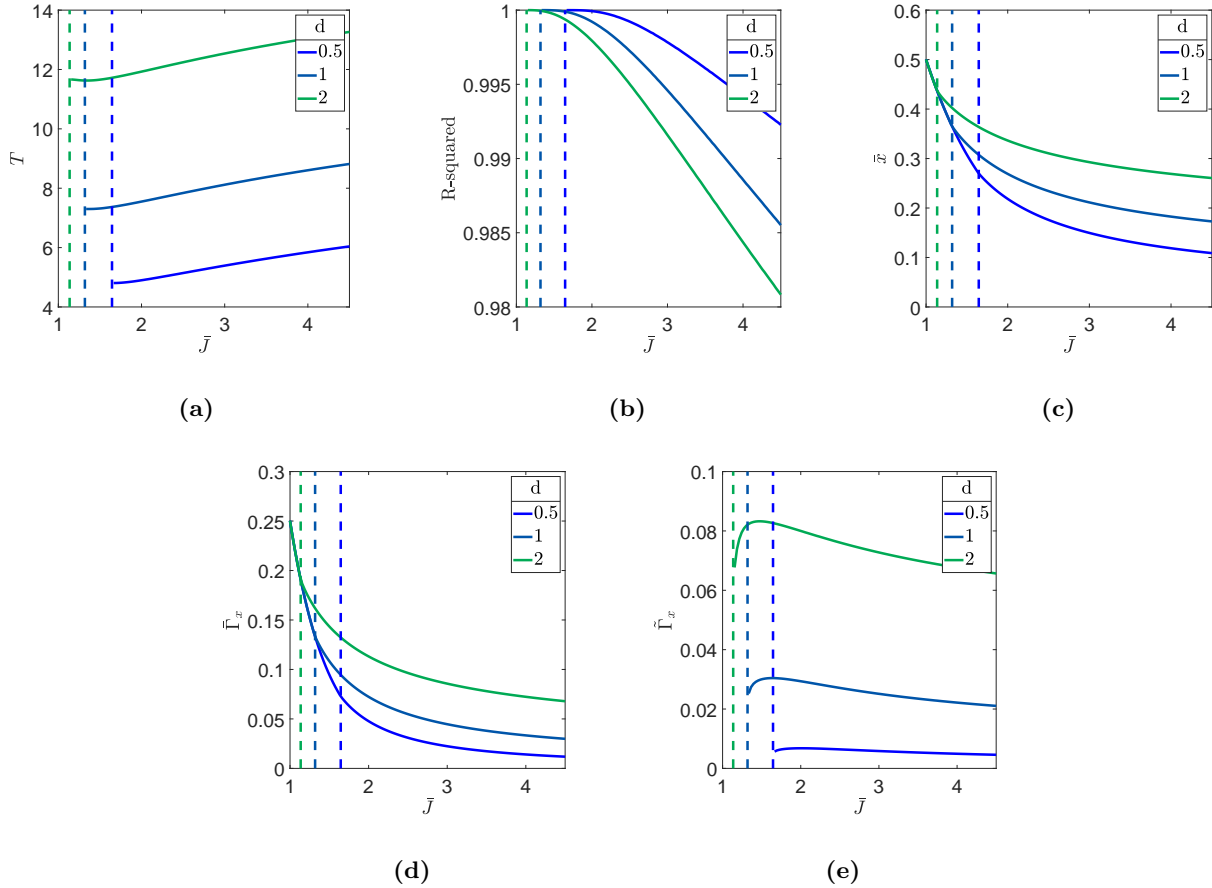 14
12
10
8
6
4
T
1 2 3 4
J̄
d
0.5
1
2
(a)
1
0.995
0.99
0.985
0.98
R-squared
1 2 3 4
J̄
d
0.5
1
2
(b)
0.6
0.5
0.4
0.3
0.2
0.1
0
x̄
1 2 3 4
J̄
d
0.5
1
2
(c)
0.3
0.25
0.2
0.15
0.1
0.05
0
Γ̄x
1 2 3 4
J̄
d
0.5
1
2
(d)
0.1
0.08
0.06
0.04
0.02
0
Γ̃x
1 2 3 4
J̄
d
0.5
1
2
(e)